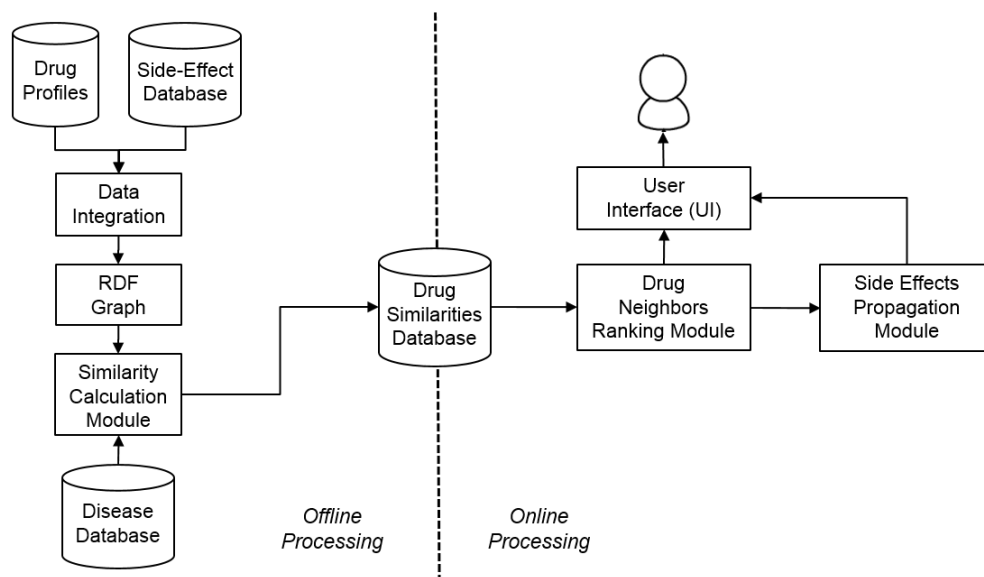 Drug
Profiles
Side-Effect
Database
Data
Integration
RDF
Graph
Similarity
Calculation
Module
Disease
Database
Offline
Processing
Drug
Similarities
Database
Online
Processing
User
Interface (UI)
Drug
Neighbors
Ranking Module
Side Effects
Propagation
Module